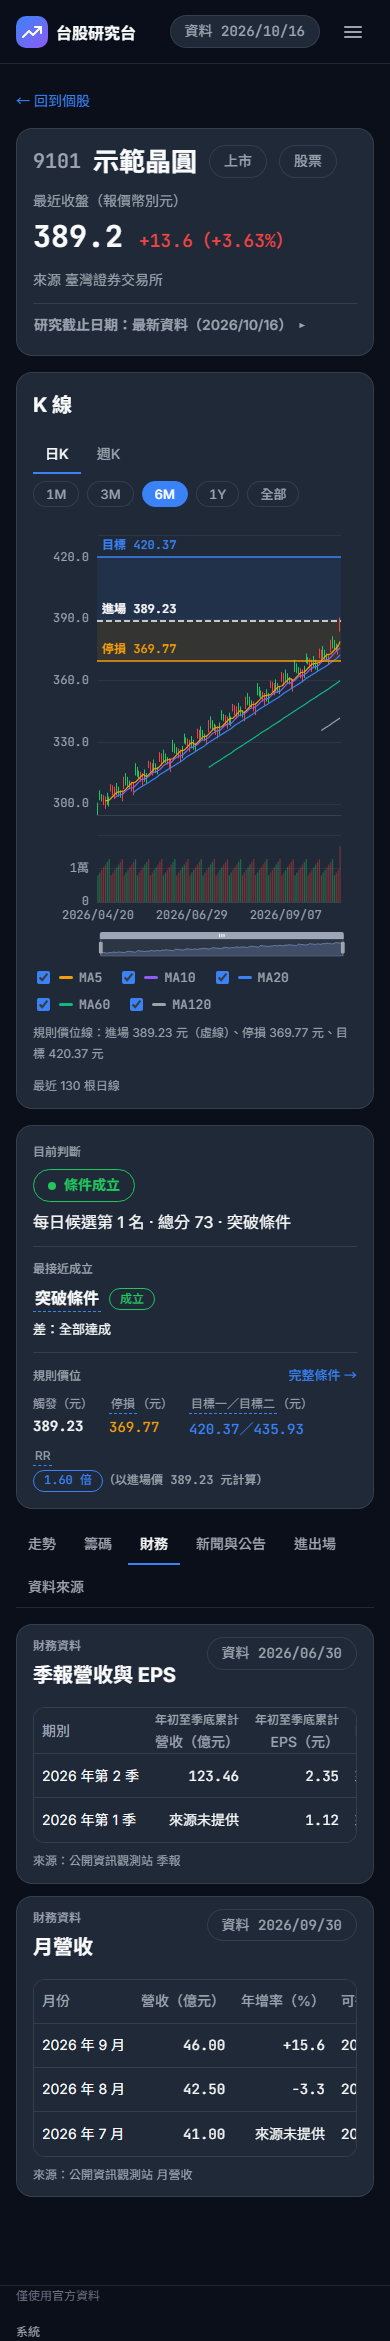 台股研究台 資料 2026/10/16
← 回到個股
9101 示範晶圓 上市 股票
最近收盤（報價幣別元）
389.2 +13.6 (+3.63%)
來源 臺灣證券交易所
研究截止日期：最新資料（2026/10/16） ▸
K 線
日K 週K
1M 3M 6M 1Y 全部
目標 420.37
420.0
進場 389.23
390.0
停損 369.77
360.0
330.0
300.0
1萬
0
2026/04/20 2026/06/29 2026/09/07
MA5 MA10 MA20
MA60 MA120
規則價位線：進場 389.23 元（虛線）、停損 369.77 元、目
標 420.37 元
最近 130 根日線
目前判斷
條件成立
每日候選第 1 名 · 總分 73 · 突破條件
最接近成立
突破條件 成立
差：全部達成
規則價位 完整條件 →
觸發（元） 停損（元） 目標一／目標二（元）
389.23 369.77 420.37／435.93
RR
1.60 倍（以進場價 389.23 元計算）
走勢 籌碼 財務 新聞與公告 進出場
資料來源
財務資料 資料 2026/06/30
季報營收與 EPS
期別 年初至季底累計 營收（億元） 年初至季底累計 EPS（元）
2026 年第 2 季 123.46 2.35
2026 年第 1 季 來源未提供 1.12
來源：公開資訊觀測站 季報
財務資料 資料 2026/09/30
月營收
月份 營收（億元） 年增率（%） 可
2026 年 9 月 46.00 +15.6 20
2026 年 8 月 42.50 -3.3 20
2026 年 7 月 41.00 來源未提供 20
來源：公開資訊觀測站 月營收
僅使用官方資料
系統